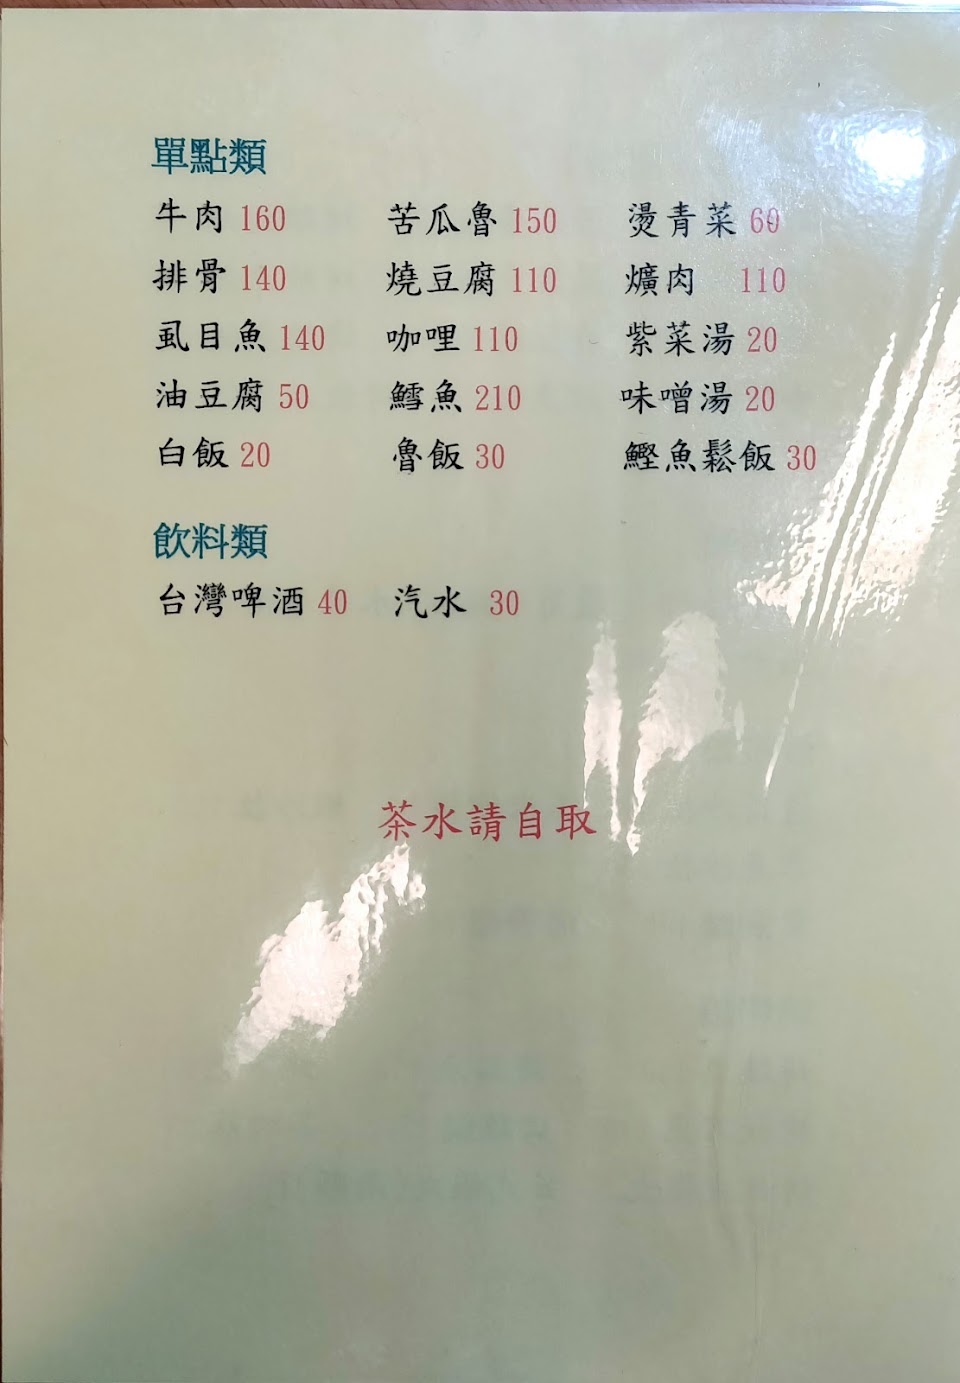 單點類
牛肉 160 苦瓜魯 150 燙青菜 60
排骨 140 燒豆腐 110 爌肉 110
虱目魚 140 咖哩 110 紫菜湯 20
油豆腐 50 鱈魚 210 味噌湯 20
白飯 20 魯飯 30 鰹魚鬆飯 30
飲料類
台灣啤酒 40 汽水 30
茶水請自取